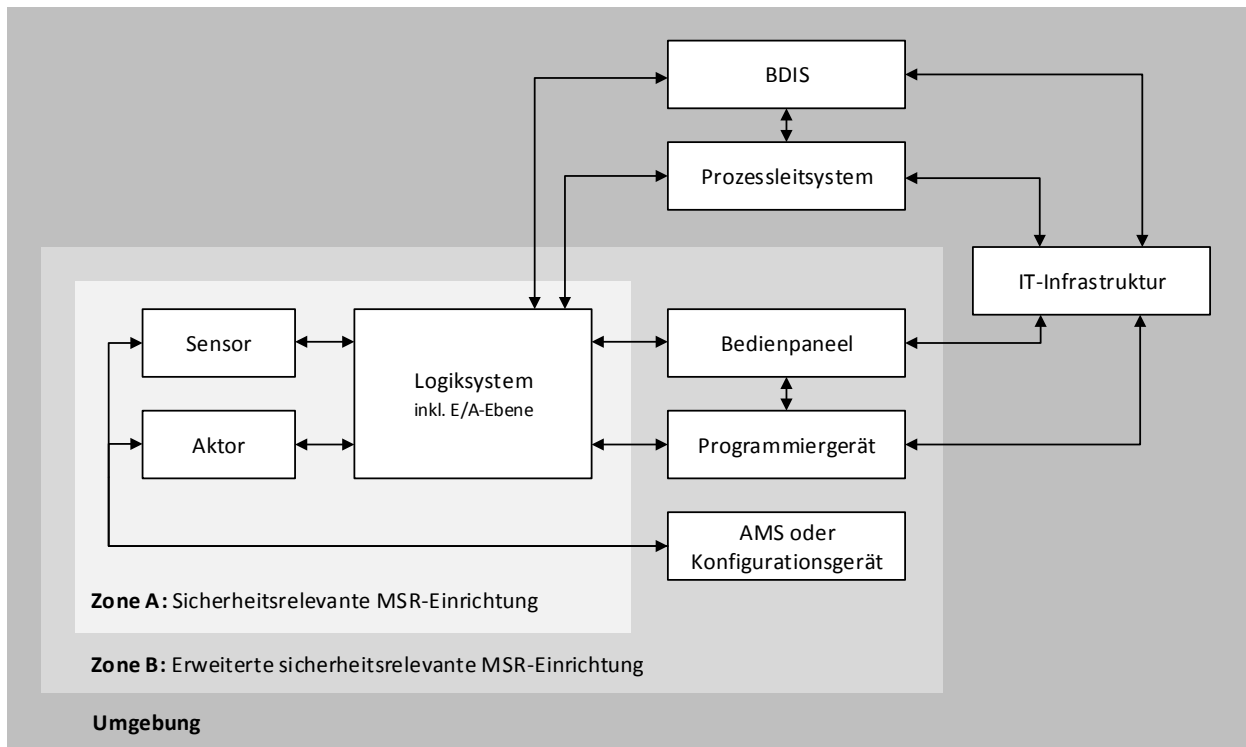 BDIS
Prozessleitsystem
IT-Infrastruktur
Sensor
Logiksystem
inkl. E/A-Ebene
Bedienpaneel
Aktor
Programmiergerät
AMS oder
Konfigurationsgerät
Zone A: Sicherheitsrelevante MSR-Einrichtung
Zone B: Erweiterte sicherheitsrelevante MSR-Einrichtung
Umgebung